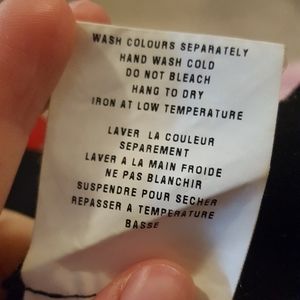 WASH COLOURS SEPARATELY
HAND WASH COLD
DO NOT BLEACH
HANG TO DRY
IRON AT LOW TEMPERATURE
LAVER LA COULEUR
SEPAREMENT
LAVER A LA MAIN FROIDE
NE PAS BLANCHIR
SUSPENDRE POUR SECHER
REPASSER A TEMPERATURE
BASSE